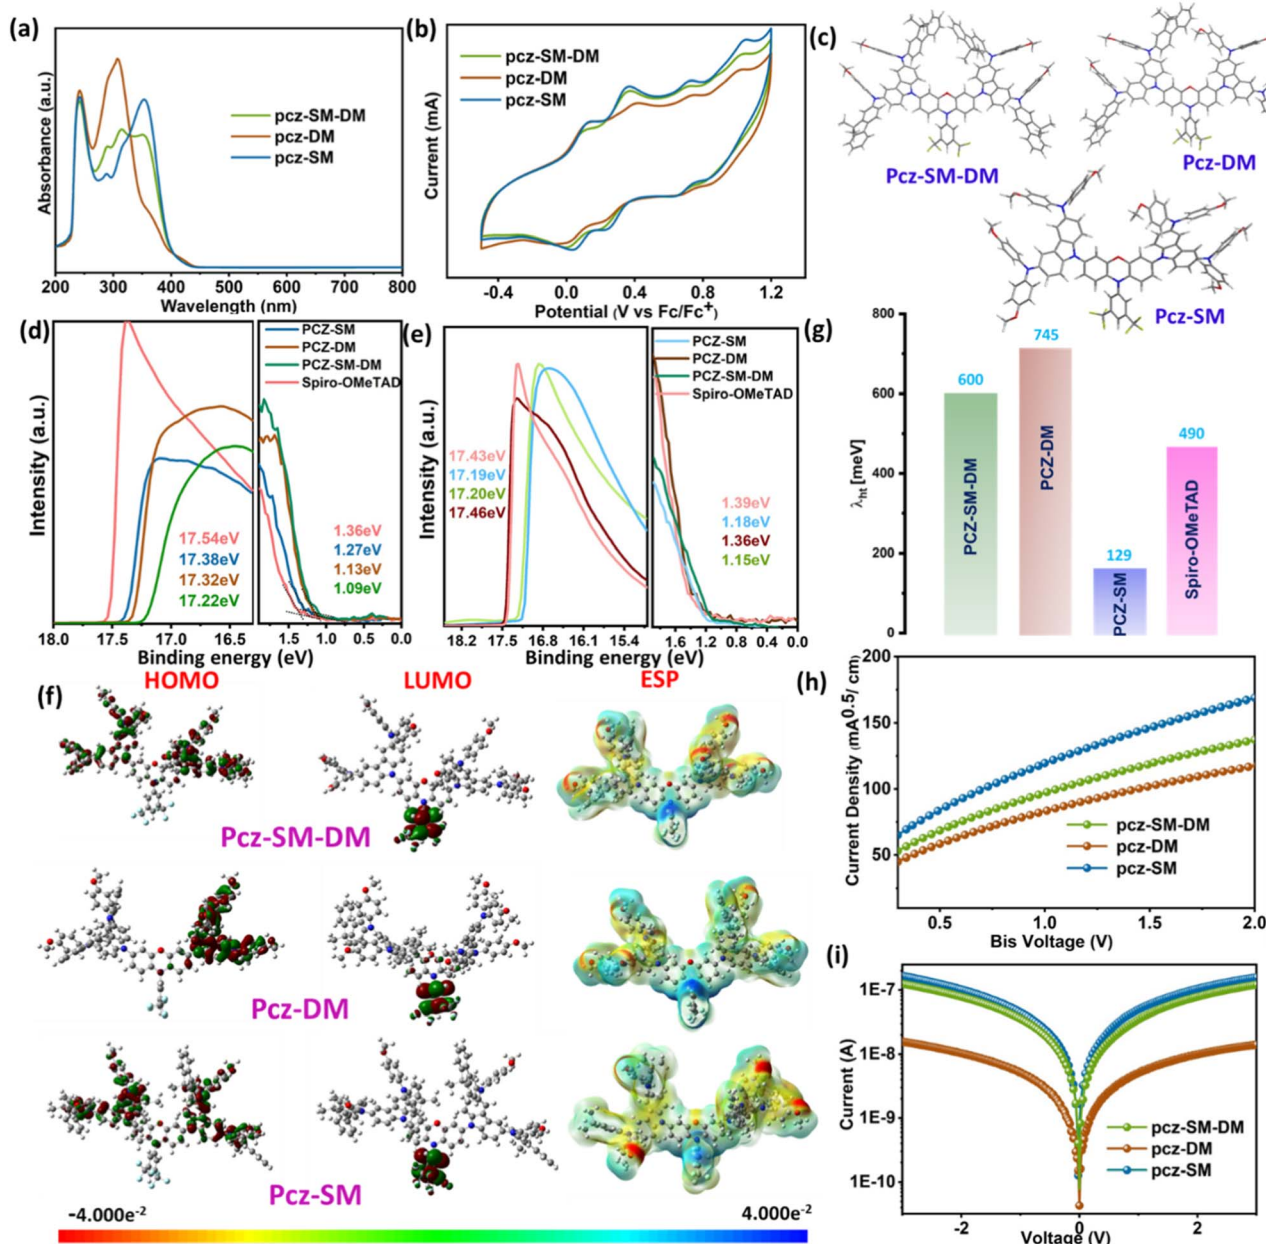 (a)
Absorbance (a.u.)
pcz-SM-DM
pcz-DM
pcz-SM
200 300 400 500 600 700 800
Wavelength (nm)
(b)
Current (mA)
pcz-SM-DM
pcz-DM
pcz-SM
-0.4 0.0 0.4 0.8 1.2
Potential (V vs Fc/Fc+)
(c)
Pcz-SM-DM
Pcz-DM
Pcz-SM
(d)
Intensity (a.u.)
PCZ-SM
PCZ-DM
PCZ-SM-DM
Spiro-OMeTAD
17.54eV
17.38eV
17.32eV
17.22eV
1.36eV
1.27eV
1.13eV
1.09eV
18.0 17.4 17.0 16.3 1.5 1.0 0.5 0.0
Binding energy (eV)
(e)
Intensity (a.u.)
PCZ-SM
PCZ-DM
PCZ-SM-DM
Spiro-OMeTAD
17.43eV
17.19eV
17.20eV
17.46eV
1.39eV
1.18eV
1.36eV
1.15eV
18.2 17.5 16.8 16.1 15.4 1.6 1.2 0.8 0.4 0.0
Binding energy (eV)
(g)
λht [meV]
800
600
400
200
0
600
745
129
490
PCZ-SM-DM
PCZ-DM
PCZ-SM
Spiro-OMeTAD
(f)
HOMO LUMO ESP
Pcz-SM-DM
Pcz-DM
Pcz-SM
-4.000e-2 4.000e-2
(h)
Current Density (mA0.5/ cm)
200
150
100
50
pcz-SM-DM
pcz-DM
pcz-SM
0.5 1.0 1.5 2.0
Bis Voltage (V)
(i)
Current (A)
1E-7
1E-8
1E-9
1E-10
pcz-SM-DM
pcz-DM
pcz-SM
-2 0 2
Voltage (V)